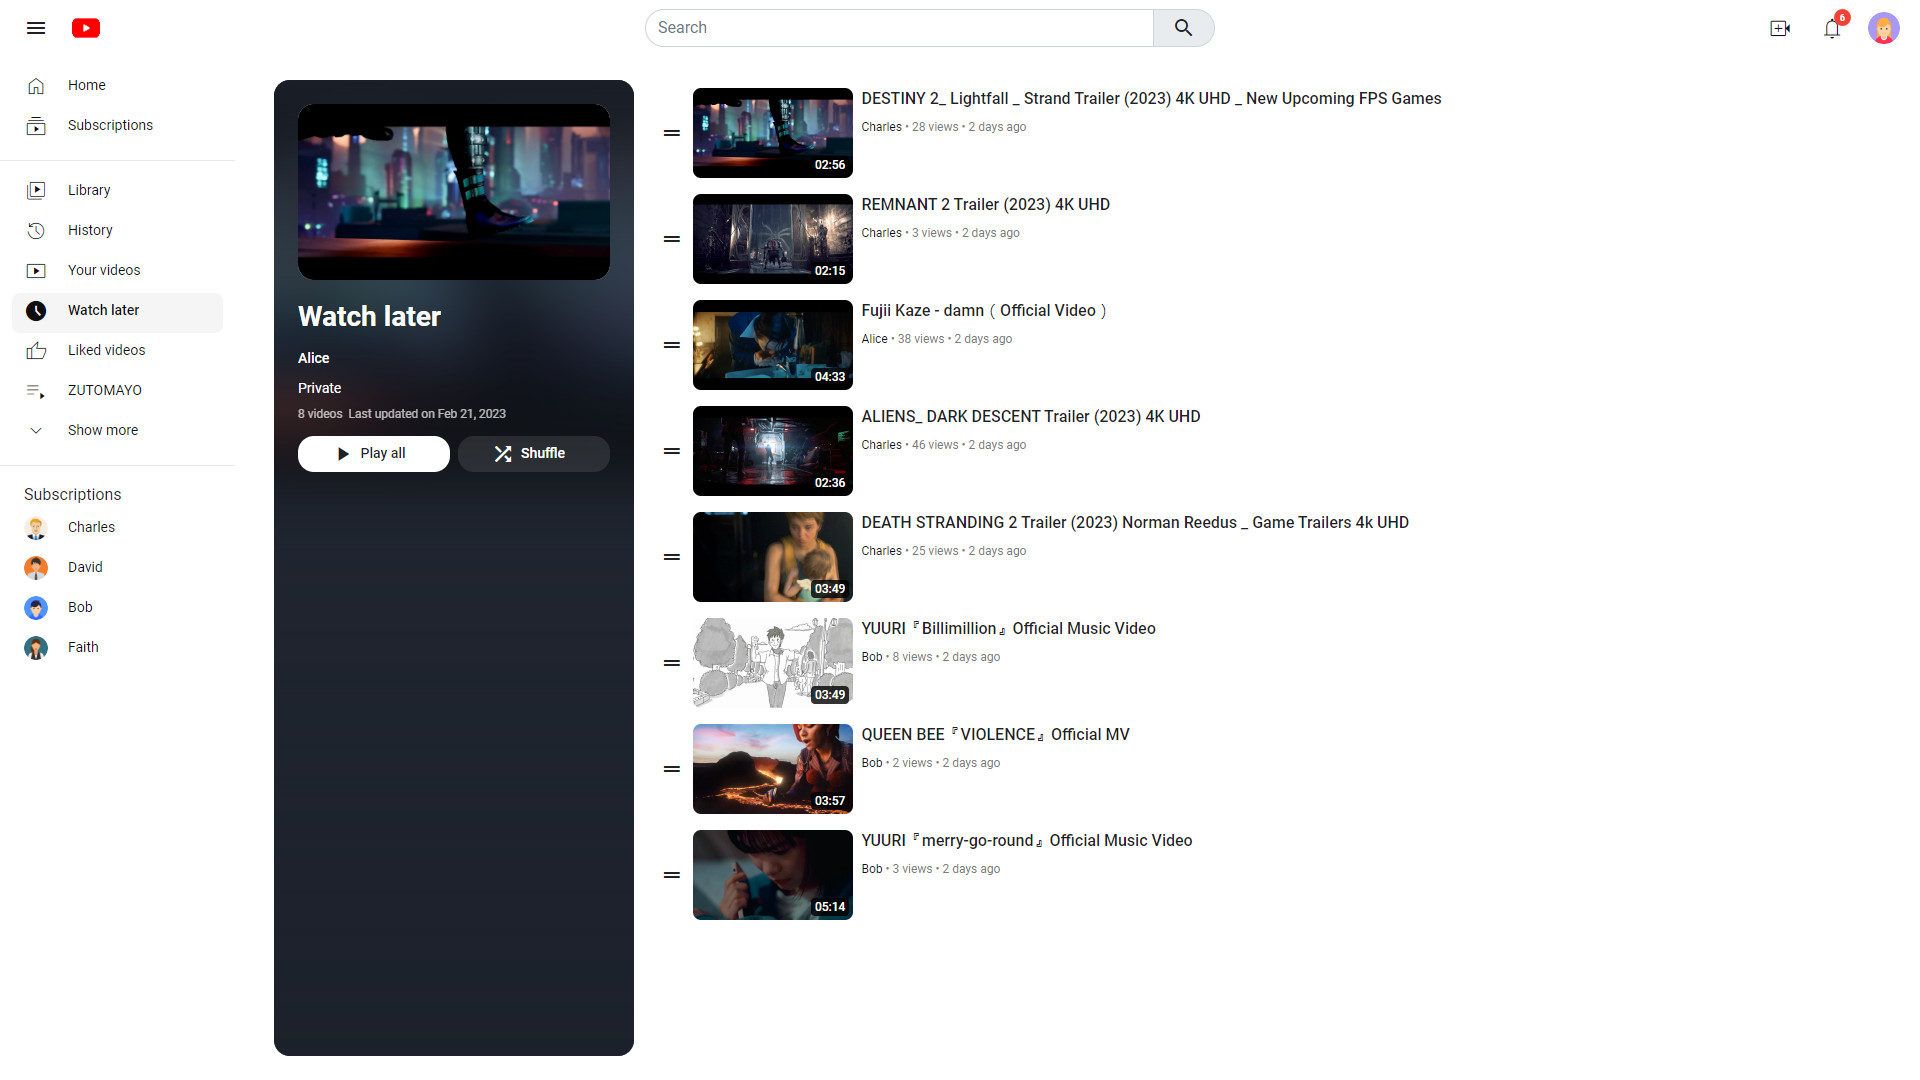 Search
6
Home
Subscriptions
Library
History
Your videos
Watch later
Liked videos
ZUTOMAYO
Show more
Subscriptions
Charles
David
Bob
Faith
Watch later
Alice
Private
8 videos Last updated on Feb 21, 2023
Play all
Shuffle
DESTINY 2_ Lightfall _ Strand Trailer (2023) 4K UHD _ New Upcoming FPS Games
Charles • 28 views • 2 days ago
02:56
REMNANT 2 Trailer (2023) 4K UHD
Charles • 3 views • 2 days ago
02:15
Fujii Kaze - damn（Official Video）
Alice • 38 views • 2 days ago
04:33
ALIENS_ DARK DESCENT Trailer (2023) 4K UHD
Charles • 46 views • 2 days ago
02:36
DEATH STRANDING 2 Trailer (2023) Norman Reedus _ Game Trailers 4k UHD
Charles • 25 views • 2 days ago
03:49
YUURI『Billimillion』Official Music Video
Bob • 8 views • 2 days ago
03:49
QUEEN BEE『VIOLENCE』Official MV
Bob • 2 views • 2 days ago
03:57
YUURI『merry-go-round』Official Music Video
Bob • 3 views • 2 days ago
05:14